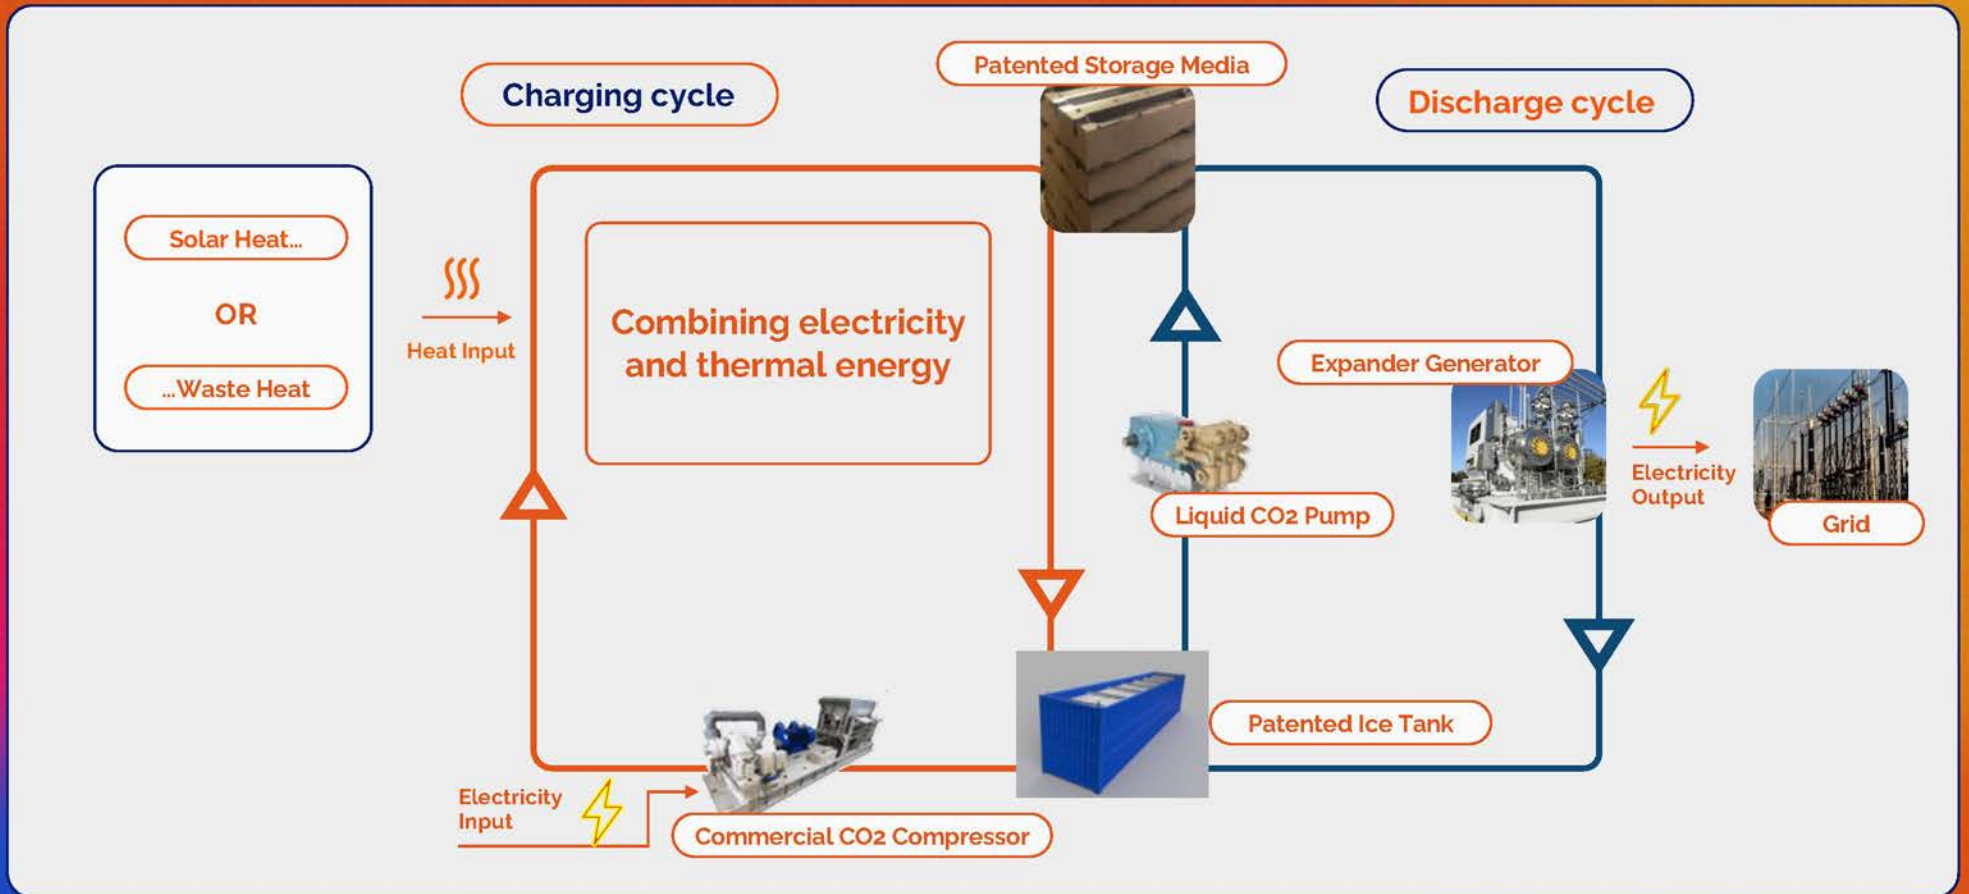 Patented Storage Media
Charging cycle
Discharge cycle
Solar Heat...
OR
...Waste Heat
Heat Input
Combining electricity
and thermal energy
Expander Generator
Electricity
Output
Liquid CO2 Pump
Grid
Patented Ice Tank
Electricity
Input
Commercial CO2 Compressor